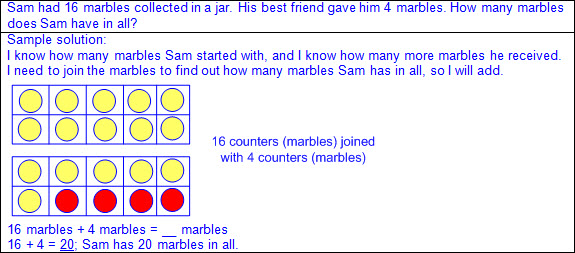 Sam had 16 marbles collected in a jar. His best friend gave him 4 marbles. How many marbles
does Sam have in all?
Sample solution:
I know how many marbles Sam started with, and I know how many more marbles he received.
I need to join the marbles to find out how many marbles Sam has in all, so I will add.
16 counters (marbles) joined
with 4 counters (marbles)
16 marbles + 4 marbles = __ marbles
16 + 4 = 20; Sam has 20 marbles in all.